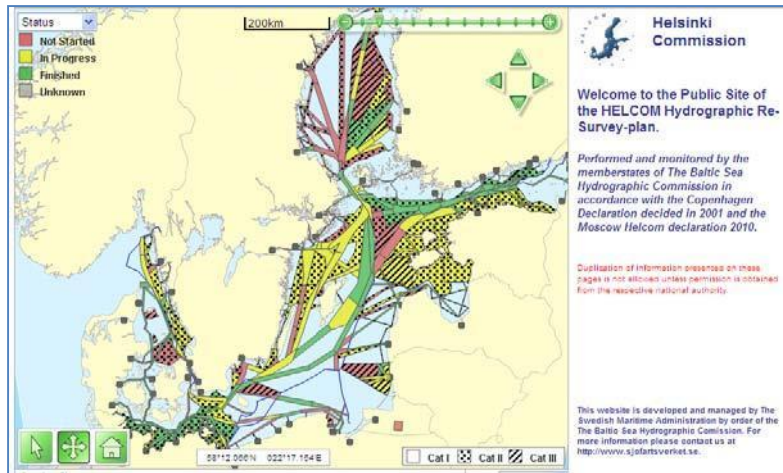 Status
Not Started
In Progress
Finished
Unknown
200km
58°12.066N 022°17.154E
Cat I
Cat II
Cat III
Helsinki
Commission
Welcome to the Public Site of
the HELCOM Hydrographic Re-
Survey-plan.
Performed and monitored by the
memberstates of The Baltic Sea
Hydrographic Commission in
accordance with the Copenhagen
Declaration decided in 2001 and the
Moscow Helcom declaration 2010.
Duplication of information presented on these
pages is not allowed unless permission is obtained
from the respective national authority.
This website is developed and managed by The
Swedish Maritime Administration by order of the
The Baltic Sea Hydrographic Comission. For
more information please contact us at
http://www.sjofartsverket.se.